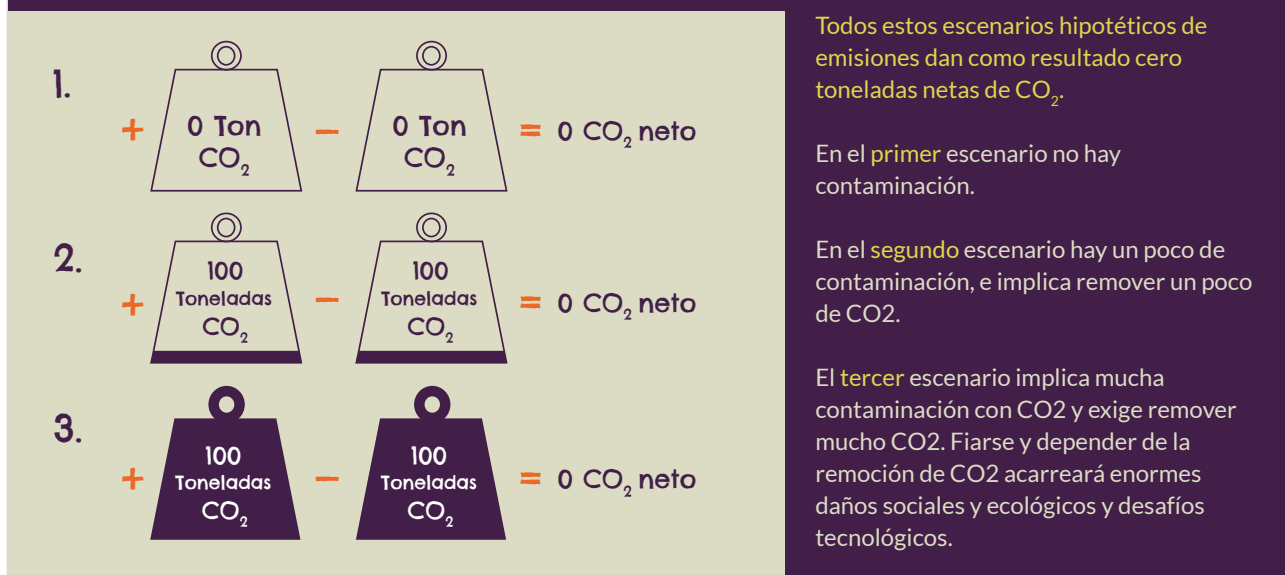 1.
+ 0 Ton CO₂ − 0 Ton CO₂ = 0 CO₂ neto
2.
+ 100 Toneladas CO₂ − 100 Toneladas CO₂ = 0 CO₂ neto
3.
+ 100 Toneladas CO₂ − 100 Toneladas CO₂ = 0 CO₂ neto
Todos estos escenarios hipotéticos de
emisiones dan como resultado cero
toneladas netas de CO₂.
En el primer escenario no hay
contaminación.
En el segundo escenario hay un poco de
contaminación, e implica remover un poco
de CO2.
El tercer escenario implica mucha
contaminación con CO2 y exige remover
mucho CO2. Fiarse y depender de la
remoción de CO2 acarreará enormes
daños sociales y ecológicos y desafíos
tecnológicos.